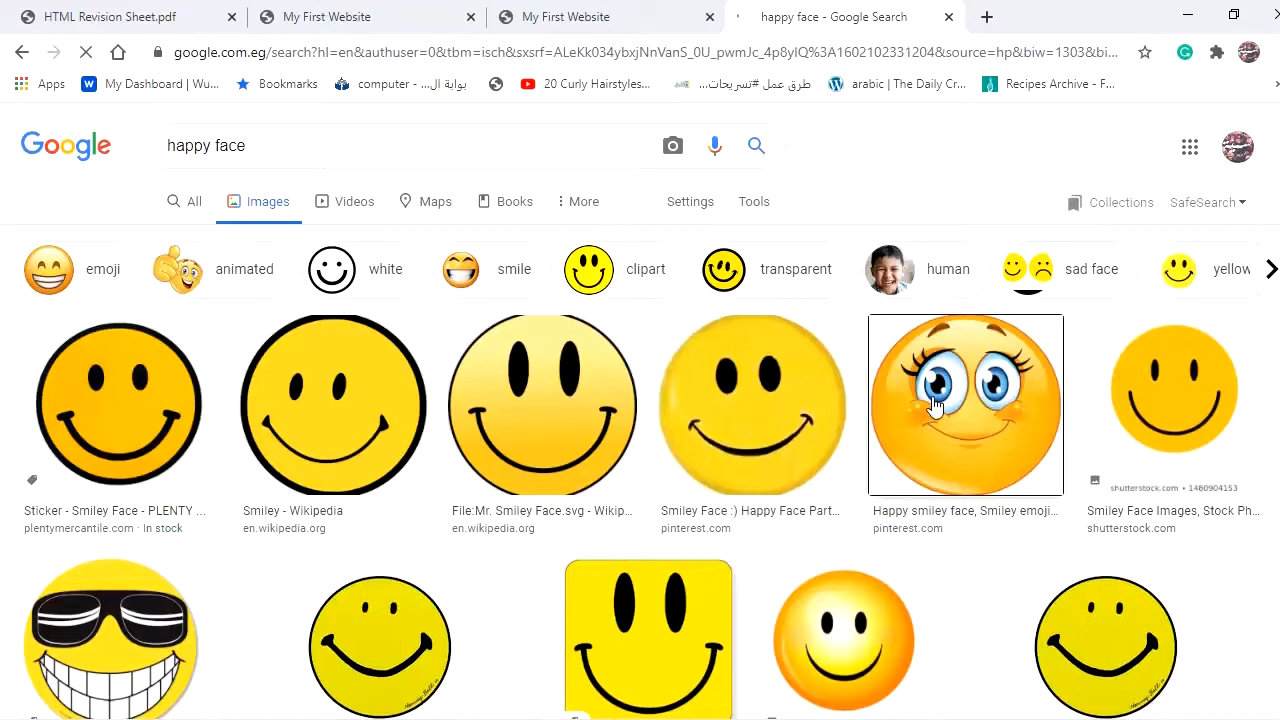 HTML Revision Sheet.pdf
My First Website
My First Website
happy face - Google Search
google.com.eg/search?hl=en&authuser=0&tbm=isch&sxsrf=ALeKk034ybxjNnVanS_0U_pwmJc_4p8yIQ%3A1602102331204&source=hp&biw=1303&bi...
Apps
My Dashboard | Wu...
Bookmarks
computer - ...بوابة ال
20 Curly Hairstyles...
طرق عمل #تسريحات...
arabic | The Daily Cr...
Recipes Archive - F...
Google
happy face
All
Images
Videos
Maps
Books
More
Settings
Tools
Collections
SafeSearch
emoji
animated
white
smile
clipart
transparent
human
sad face
yellow
shutterstock.com • 1480904153
Sticker - Smiley Face - PLENTY ...
plentymercantile.com · In stock
Smiley - Wikipedia
en.wikipedia.org
File:Mr. Smiley Face.svg - Wikip...
en.wikipedia.org
Smiley Face :) Happy Face Part...
pinterest.com
Happy smiley face, Smiley emoji...
pinterest.com
Smiley Face Images, Stock Ph...
shutterstock.com